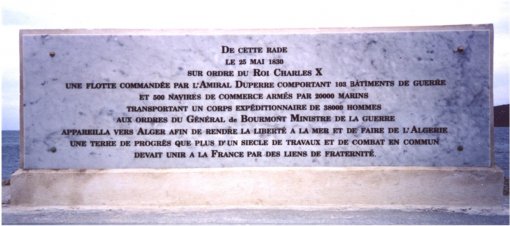 De cette rade
le 25 mai 1830
sur ordre du Roi Charles X
une flotte commandée par l'Amiral Duperre comportant 103 bâtiments de guerre
et 500 navires de commerce armés par 20000 marins
transportant un corps expéditionnaire de 38000 hommes
aux ordres du Général de Bourmont Ministre de la guerre
appareilla vers Alger afin de rendre la liberté a la mer et de faire de l'Algerie
une terre de progrès que plus d'un siecle de travaux et de combat en commun
devait unir a la France par des liens de fraternité.